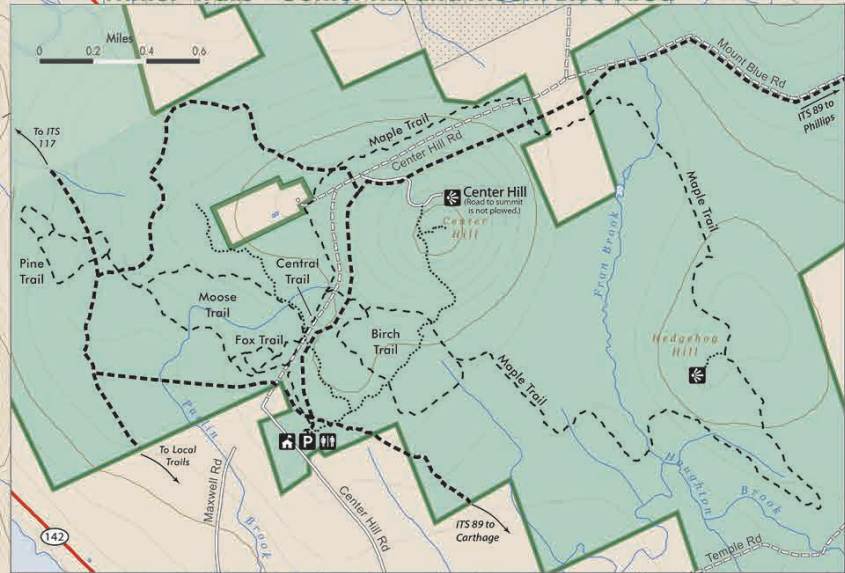 Miles
0 0.2 0.4 0.6
To ITS
117
Mount Blue Rd
ITS 89 to
Phillips
Maple Trail
Center Hill Rd
Center Hill
(Road to summit
is not plowed.)
Center
Hill
Maple Trail
Fran Brook
Pine
Trail
Central
Trail
Moose
Trail
Fox Trail
Birch
Trail
Hedgehog
Hill
Maple Trail
To Local
Trails
P
Maxwell Rd
Brook
Center Hill Rd
ITS 89 to
Carthage
Houghton
Brook
Temple Rd
142